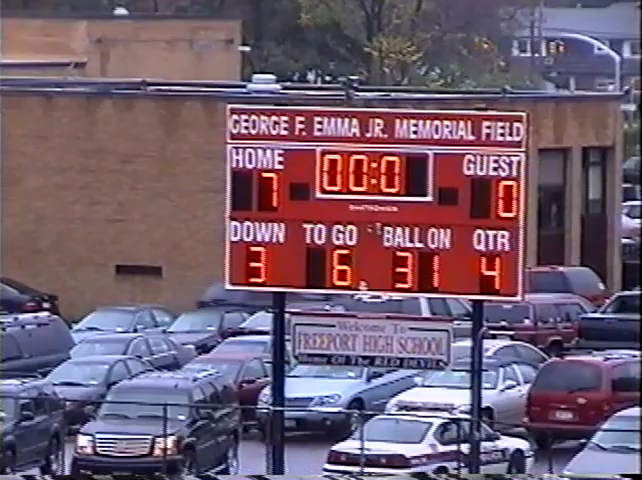 GEORGE F. EMMA JR. MEMORIAL FIELD
HOME 00:0 GUEST
7 0
DOWN TO GO BALL ON QTR
3 6 31 4
Welcome To
FREEPORT HIGH SCHOOL
Home Of The RED DEVILS